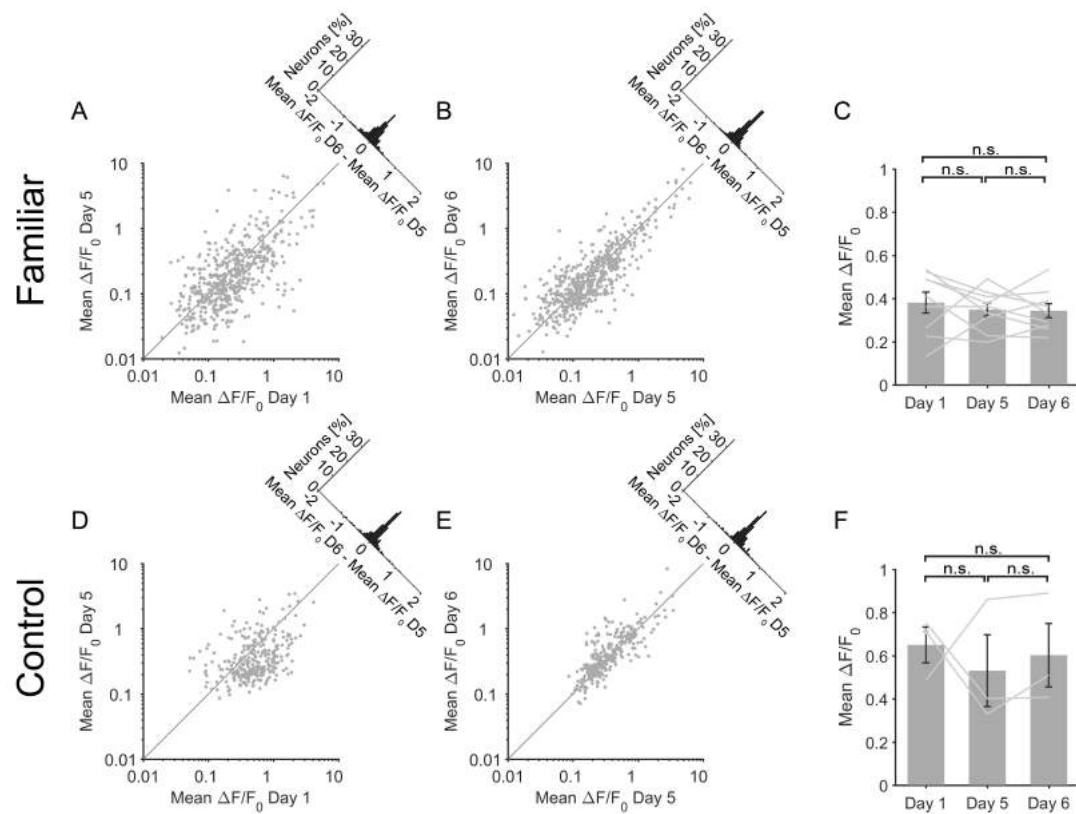 Familiar
A
Neurons [%]
0 10 20 30
-2 -1 0 1 2
Mean ΔF/F0 D6 - Mean ΔF/F0 D5
Mean ΔF/F0 Day 5
10
1
0.1
0.01
0.01 0.1 1 10
Mean ΔF/F0 Day 1
B
Neurons [%]
0 10 20 30
-2 -1 0 1 2
Mean ΔF/F0 D6 - Mean ΔF/F0 D5
Mean ΔF/F0 Day 6
10
1
0.1
0.01
0.01 0.1 1 10
Mean ΔF/F0 Day 5
C
n.s.
n.s. n.s.
Mean ΔF/F0
1
0.8
0.6
0.4
0.2
0
Day 1 Day 5 Day 6
Control
D
Neurons [%]
0 10 20 30
-2 -1 0 1 2
Mean ΔF/F0 D6 - Mean ΔF/F0 D5
Mean ΔF/F0 Day 5
10
1
0.1
0.01
0.01 0.1 1 10
Mean ΔF/F0 Day 1
E
Neurons [%]
0 10 20 30
-2 -1 0 1 2
Mean ΔF/F0 D6 - Mean ΔF/F0 D5
Mean ΔF/F0 Day 6
10
1
0.1
0.01
0.01 0.1 1 10
Mean ΔF/F0 Day 5
F
n.s.
n.s. n.s.
Mean ΔF/F0
1
0.8
0.6
0.4
0.2
0
Day 1 Day 5 Day 6